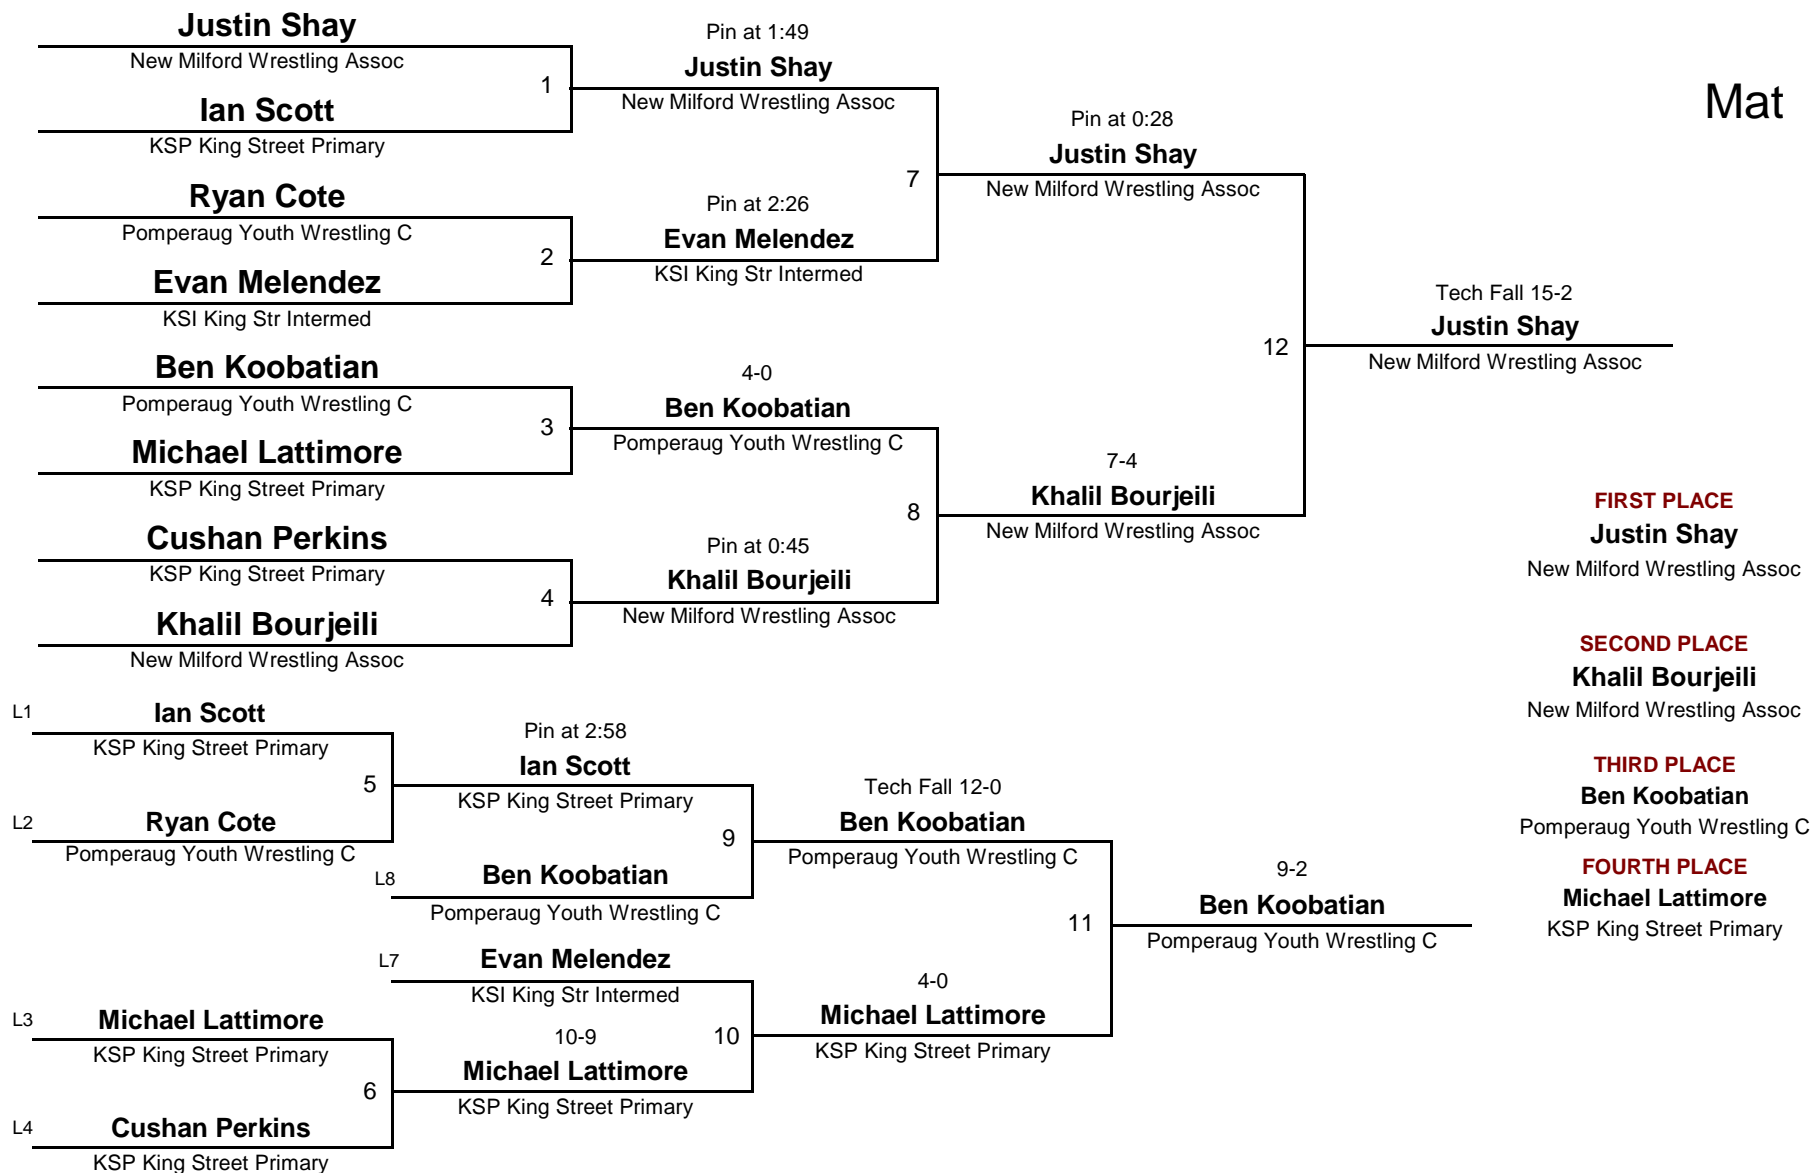 Justin Shay
New Milford Wrestling Assoc
1
Ian Scott
KSP King Street Primary
Ryan Cote
Pomperaug Youth Wrestling C
2
Evan Melendez
KSI King Str Intermed
Ben Koobatian
Pomperaug Youth Wrestling C
3
Michael Lattimore
KSP King Street Primary
Cushan Perkins
KSP King Street Primary
4
Khalil Bourjeili
New Milford Wrestling Assoc
Pin at 1:49
Justin Shay
New Milford Wrestling Assoc
7
Pin at 2:26
Evan Melendez
KSI King Str Intermed
4-0
Ben Koobatian
Pomperaug Youth Wrestling C
8
Pin at 0:45
Khalil Bourjeili
New Milford Wrestling Assoc
Pin at 0:28
Justin Shay
New Milford Wrestling Assoc
12
7-4
Khalil Bourjeili
New Milford Wrestling Assoc
Tech Fall 15-2
Justin Shay
New Milford Wrestling Assoc
Mat
FIRST PLACE
Justin Shay
New Milford Wrestling Assoc
SECOND PLACE
Khalil Bourjeili
New Milford Wrestling Assoc
THIRD PLACE
Ben Koobatian
Pomperaug Youth Wrestling C
FOURTH PLACE
Michael Lattimore
KSP King Street Primary
L1
Ian Scott
KSP King Street Primary
5
L2
Ryan Cote
Pomperaug Youth Wrestling C
L3
Michael Lattimore
KSP King Street Primary
6
L4
Cushan Perkins
KSP King Street Primary
Pin at 2:58
Ian Scott
KSP King Street Primary
9
L8
Ben Koobatian
Pomperaug Youth Wrestling C
L7
Evan Melendez
KSI King Str Intermed
10
10-9
Michael Lattimore
KSP King Street Primary
Tech Fall 12-0
Ben Koobatian
Pomperaug Youth Wrestling C
11
4-0
Michael Lattimore
KSP King Street Primary
9-2
Ben Koobatian
Pomperaug Youth Wrestling C